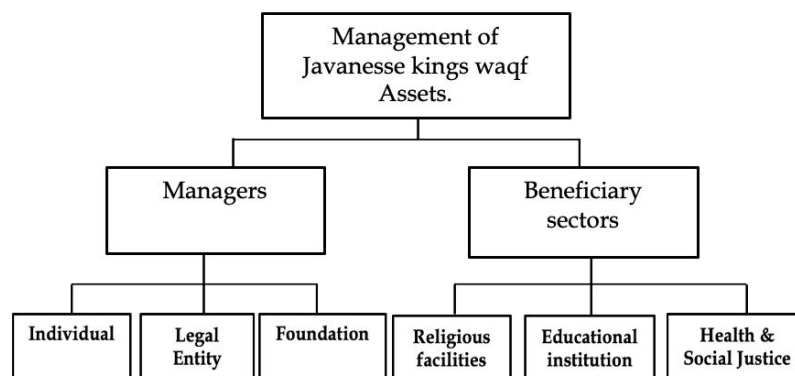 Management of
Javanesse kings waqf
Assets.
Managers
Beneficiary
sectors
Individual
Legal
Entity
Foundation
Religious
facilities
Educational
institution
Health &
Social Justice